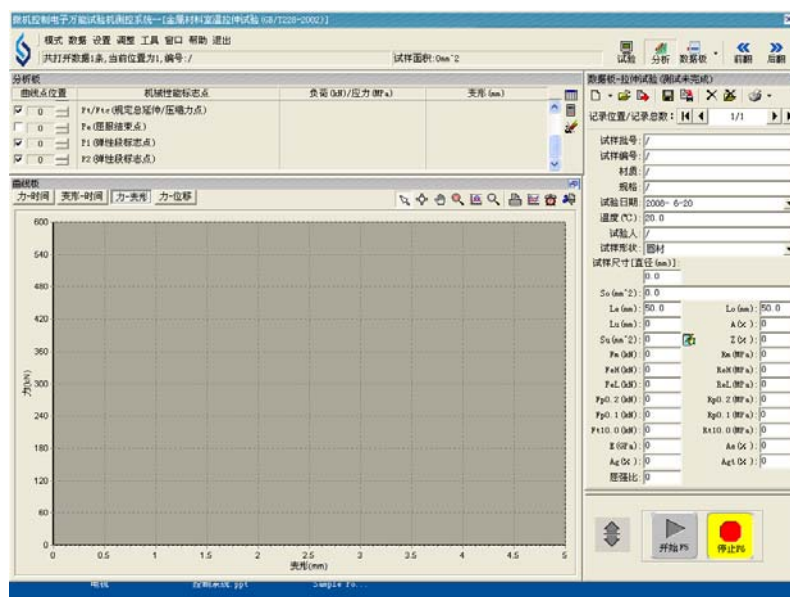 微机控制电子万能试验机测控系统--[金属材料室温拉伸试验(GB/T228-2002)]
模式 数据 设置 调整 工具 窗口 帮助 退出
共打开数据1条,当前位置为1,编号:/
试样面积:0mm^2
试验 分析 数据板 前翻 后翻
分析板
曲线点位置 机械性能标志点 负荷(kN)/应力(MPa) 变形(mm)
0 Ft/Ftc(规定总延伸/压缩力点)
0 Fe(屈服结束点)
0 F1(弹性段标志点)
0 F2(弹性段标志点)
曲线板
力-时间 变形-时间 力-变形 力-位移
力(kN)
600
540
480
420
360
300
240
180
120
60
0
0 0.5 1 1.5 2 2.5 3 3.5 4 4.5 5
变形(mm)
数据板-拉伸试验(测试未完成)
记录位置/记录总数: 1/1
试样批号: /
试样编号: /
材质: /
规格: /
试验日期: 2008- 6-20
温度(℃): 20.0
试验人: /
试样形状: 圆材
试样尺寸[直径(mm)]:
0.0
So(mm^2): 0.0
Le(mm): 50.0 Lo(mm): 50.0
Lu(mm): 0 A(%): 0
Su(mm^2): 0 Z(%): 0
Fm(kN): 0 Rm(MPa): 0
FeH(kN): 0 ReH(MPa): 0
FeL(kN): 0 ReL(MPa): 0
Fp0.2(kN): 0 Rp0.2(MPa): 0
Fp0.1(kN): 0 Rp0.1(MPa): 0
Ft10.0(kN): 0 Rt10.0(MPa): 0
E(GPa): 0 Ae(%): 0
Ag(%): 0 Agt(%): 0
屈强比: 0
开始F5 停止F6
电机 控制系统.ppt Sample Fo...